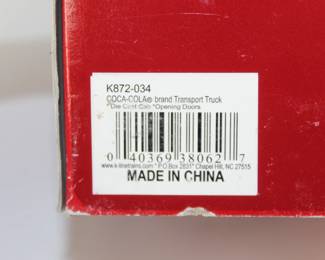 K872-034
COCA-COLA® brand Transport Truck
*Die Cast Cab *Opening Doors
0 40369 38062 7
www.k-linetrains.com * P.O.Box 2831* Chapel Hill, NC 27515
MADE IN CHINA